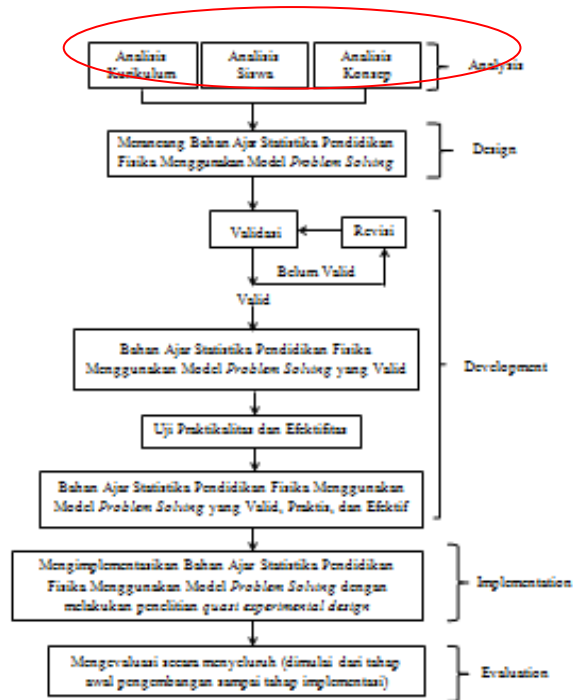 Analisis
Kurikulum
Analisis
Siswa
Analisis
Konsep
Analysis
Merancang Bahan Ajar Statistika Pendidikan
Fisika Menggunakan Model Problem Solving
Design
Validasi
Revisi
Belum Valid
Valid
Bahan Ajar Statistika Pendidikan Fisika
Menggunakan Model Problem Solving yang Valid
Development
Uji Praktikalitas dan Efektifitas
Bahan Ajar Statistika Pendidikan Fisika Menggunakan
Model Problem Solving yang Valid, Praktis, dan Efektif
Mengimplementasikan Bahan Ajar Statistika Pendidikan
Fisika Menggunakan Model Problem Solving dengan
melakukan penelitian quasi experimental design
Implementation
Mengevaluasi secara menyeluruh (dimulai dari tahap
awal pengembangan sampai tahap implementasi)
Evaluation